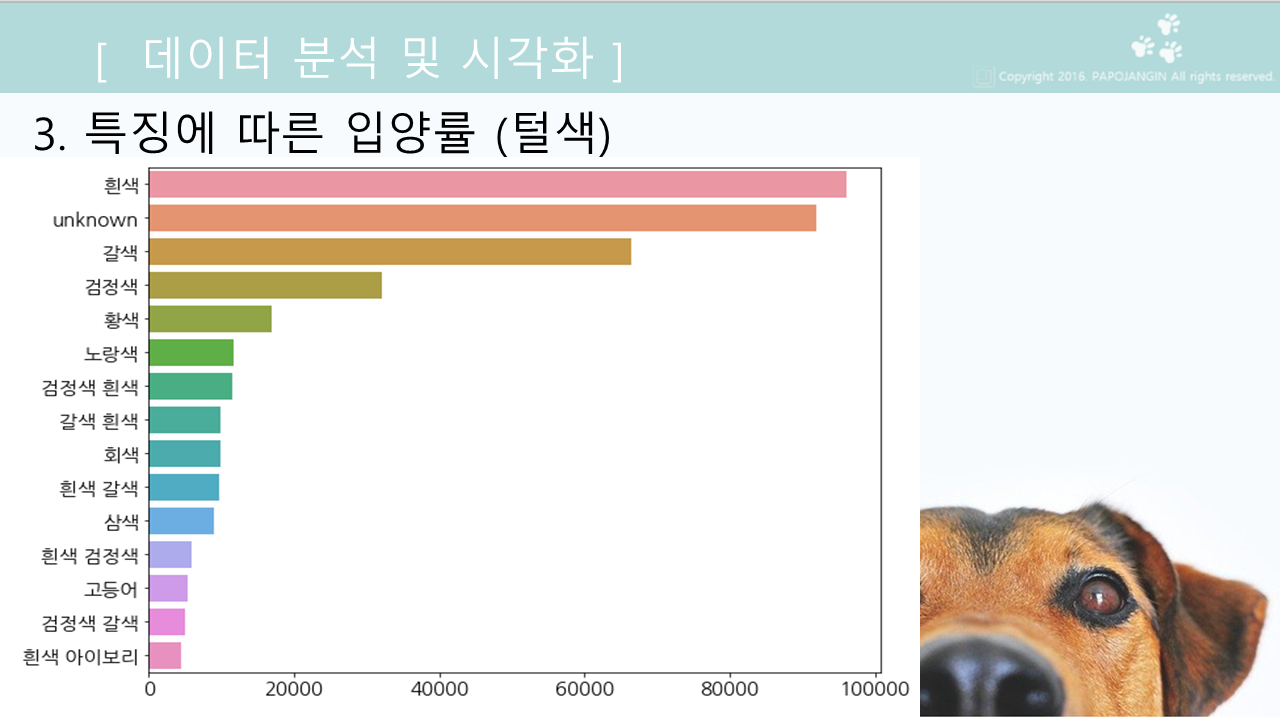 [ 데이터 분석 및 시각화 ]
Copyright 2016. PAPOJANGIN All rights reserved.
3. 특징에 따른 입양률 (털색)
흰색
unknown
갈색
검정색
황색
노랑색
검정색 흰색
갈색 흰색
회색
흰색 갈색
삼색
흰색 검정색
고등어
검정색 갈색
흰색 아이보리
0 20000 40000 60000 80000 100000